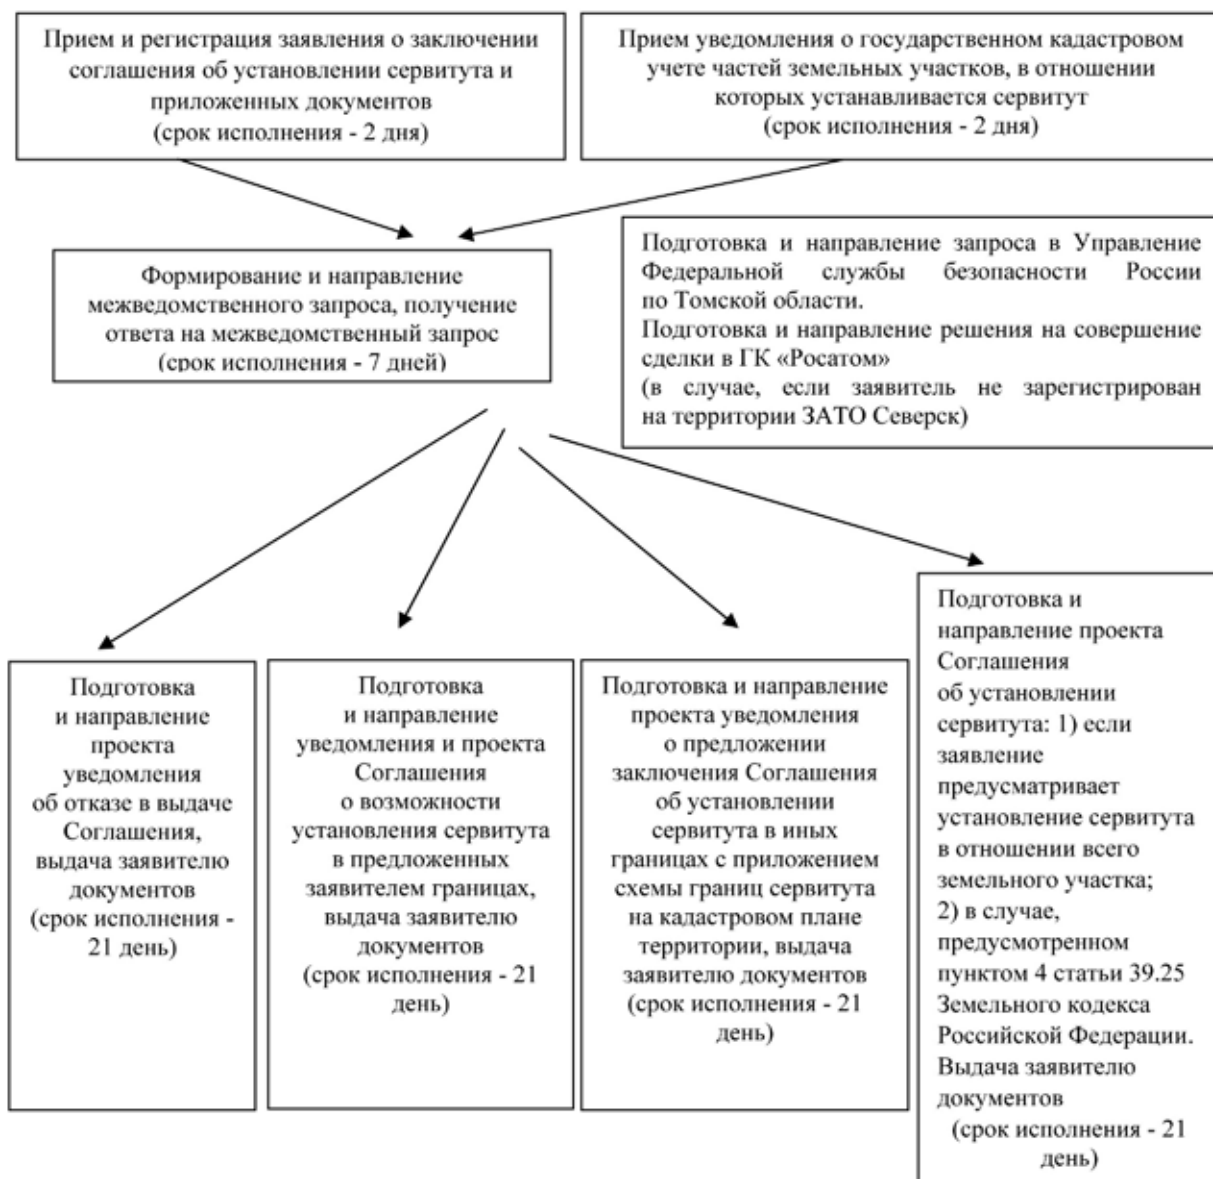 Прием и регистрация заявления о заключении
соглашения об установлении сервитута и
приложенных документов
(срок исполнения - 2 дня)
Прием уведомления о государственном кадастровом
учете частей земельных участков, в отношении
которых устанавливается сервитут
(срок исполнения - 2 дня)
Формирование и направление
межведомственного запроса, получение
ответа на межведомственный запрос
(срок исполнения - 7 дней)
Подготовка и направление запроса в Управление
Федеральной службы безопасности России
по Томской области.
Подготовка и направление решения на совершение
сделки в ГК «Росатом»
(в случае, если заявитель не зарегистрирован
на территории ЗАТО Северск)
Подготовка
и направление
проекта
уведомления
об отказе в выдаче
Соглашения,
выдача заявителю
документов
(срок исполнения -
21 день)
Подготовка
и направление
уведомления и проекта
Соглашения
о возможности
установления сервитута
в предложенных
заявителем границах,
выдача заявителю
документов
(срок исполнения - 21
день)
Подготовка и направление
проекта уведомления
о предложении
заключения Соглашения
об установлении
сервитута в иных
границах с приложением
схемы границ сервитута
на кадастровом плане
территории, выдача
заявителю документов
(срок исполнения - 21
день)
Подготовка и
направление проекта
Соглашения
об установлении
сервитута: 1) если
заявление
предусматривает
установление сервитута
в отношении всего
земельного участка;
2) в случае,
предусмотренном
пунктом 4 статьи 39.25
Земельного кодекса
Российской Федерации.
Выдача заявителю
документов
(срок исполнения - 21
день)